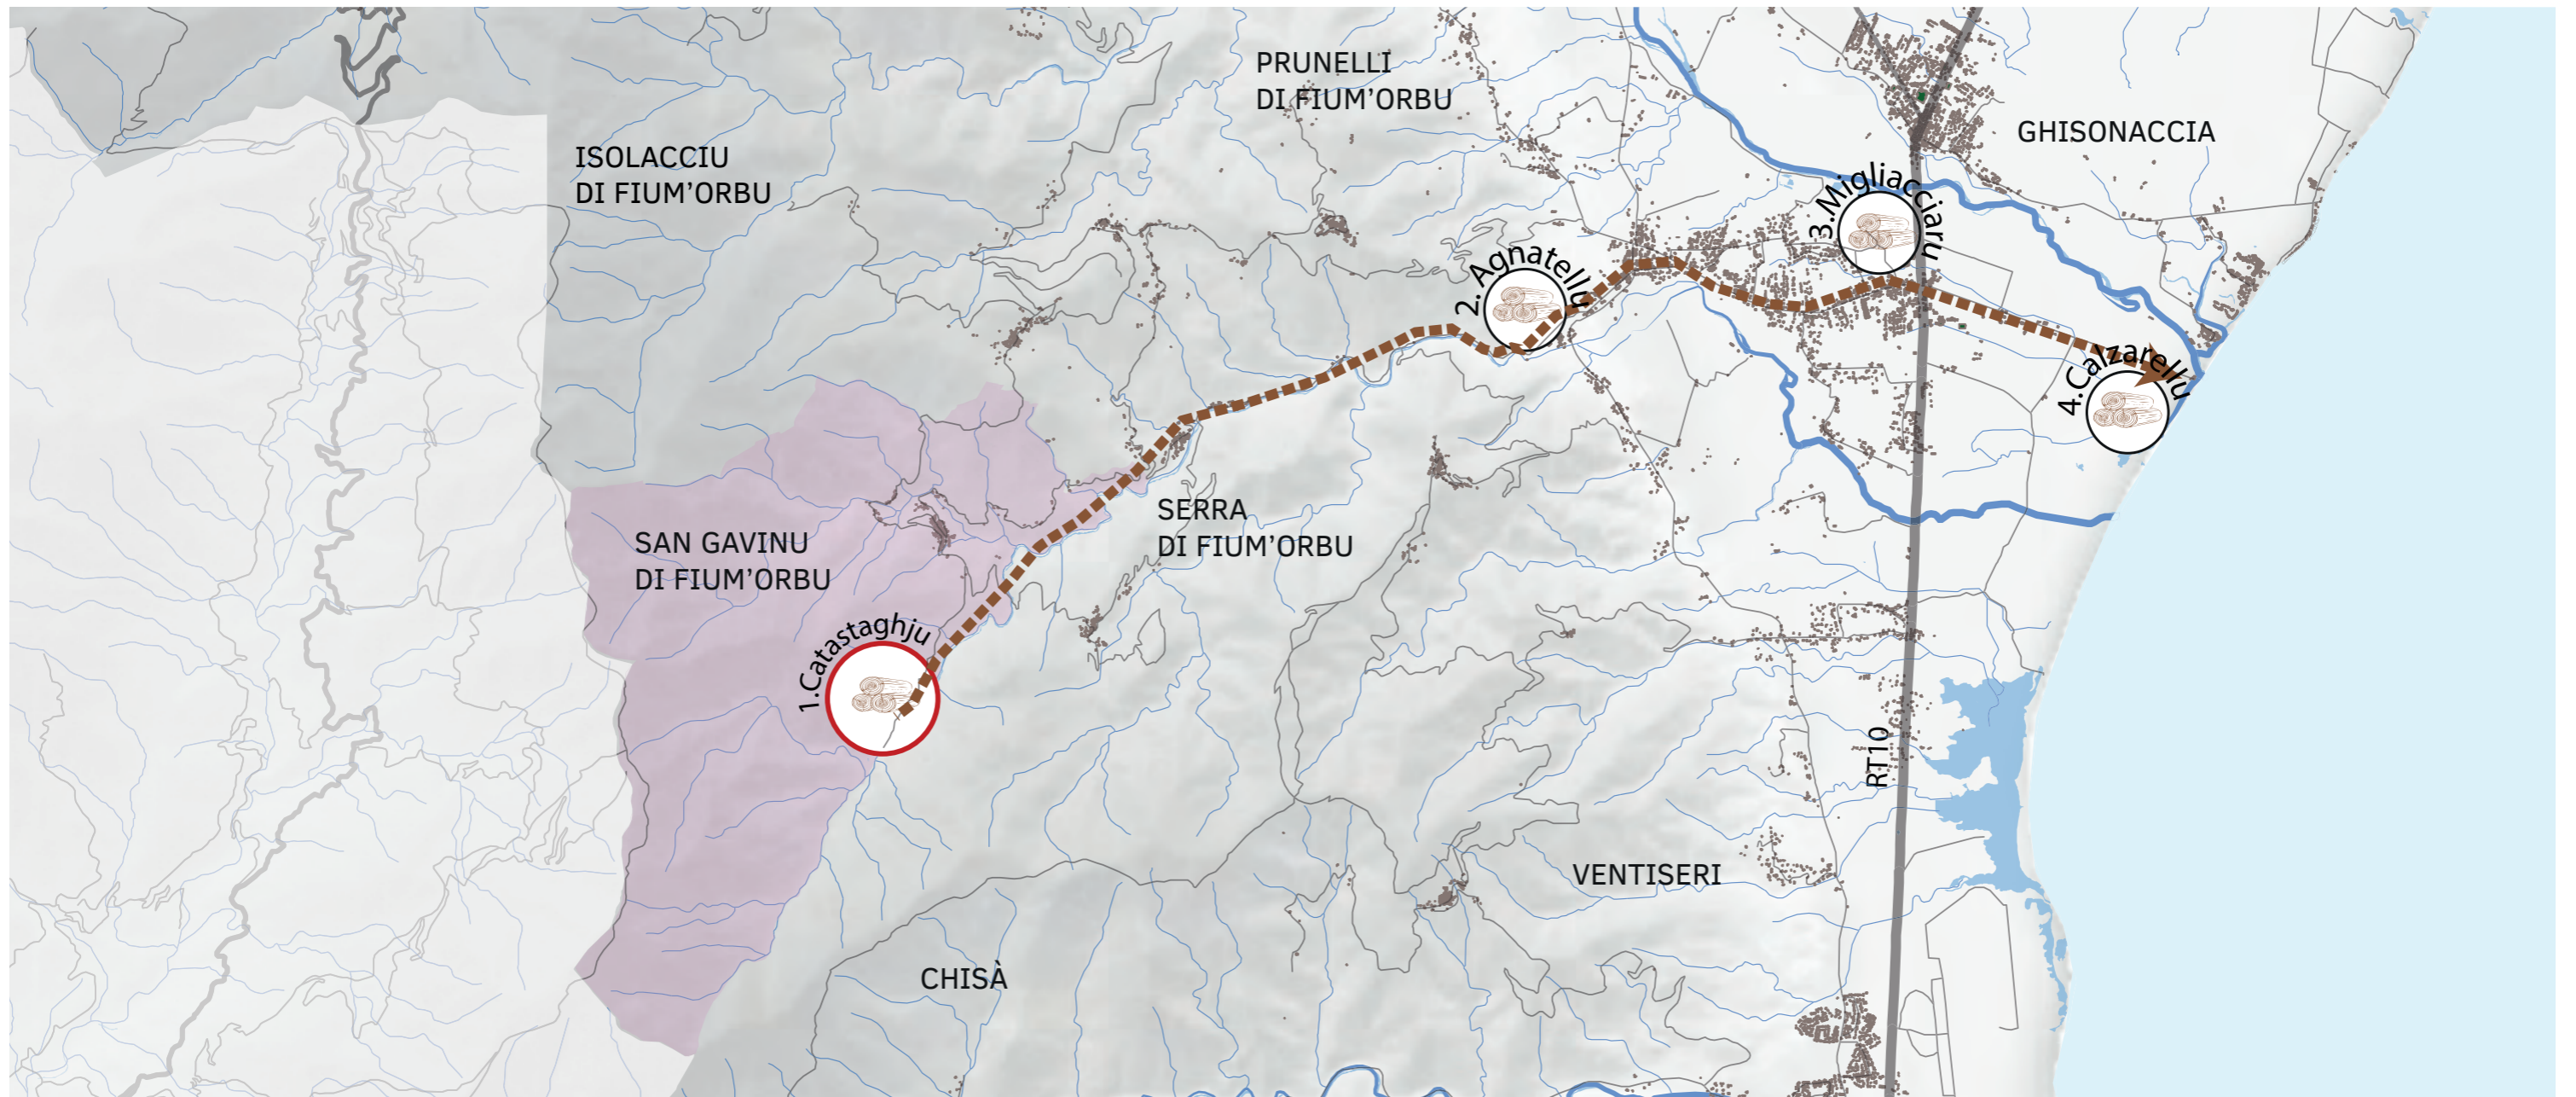 PRUNELLI
DI FIUM'ORBU
GHISONACCIA
ISOLACCIU
DI FIUM'ORBU
3.Migliacciaru
2. Agnatellu
4.Calzarellu
SERRA
DI FIUM'ORBU
SAN GAVINU
DI FIUM'ORBU
1.Catastaghju
RT10
VENTISERI
CHISÀ